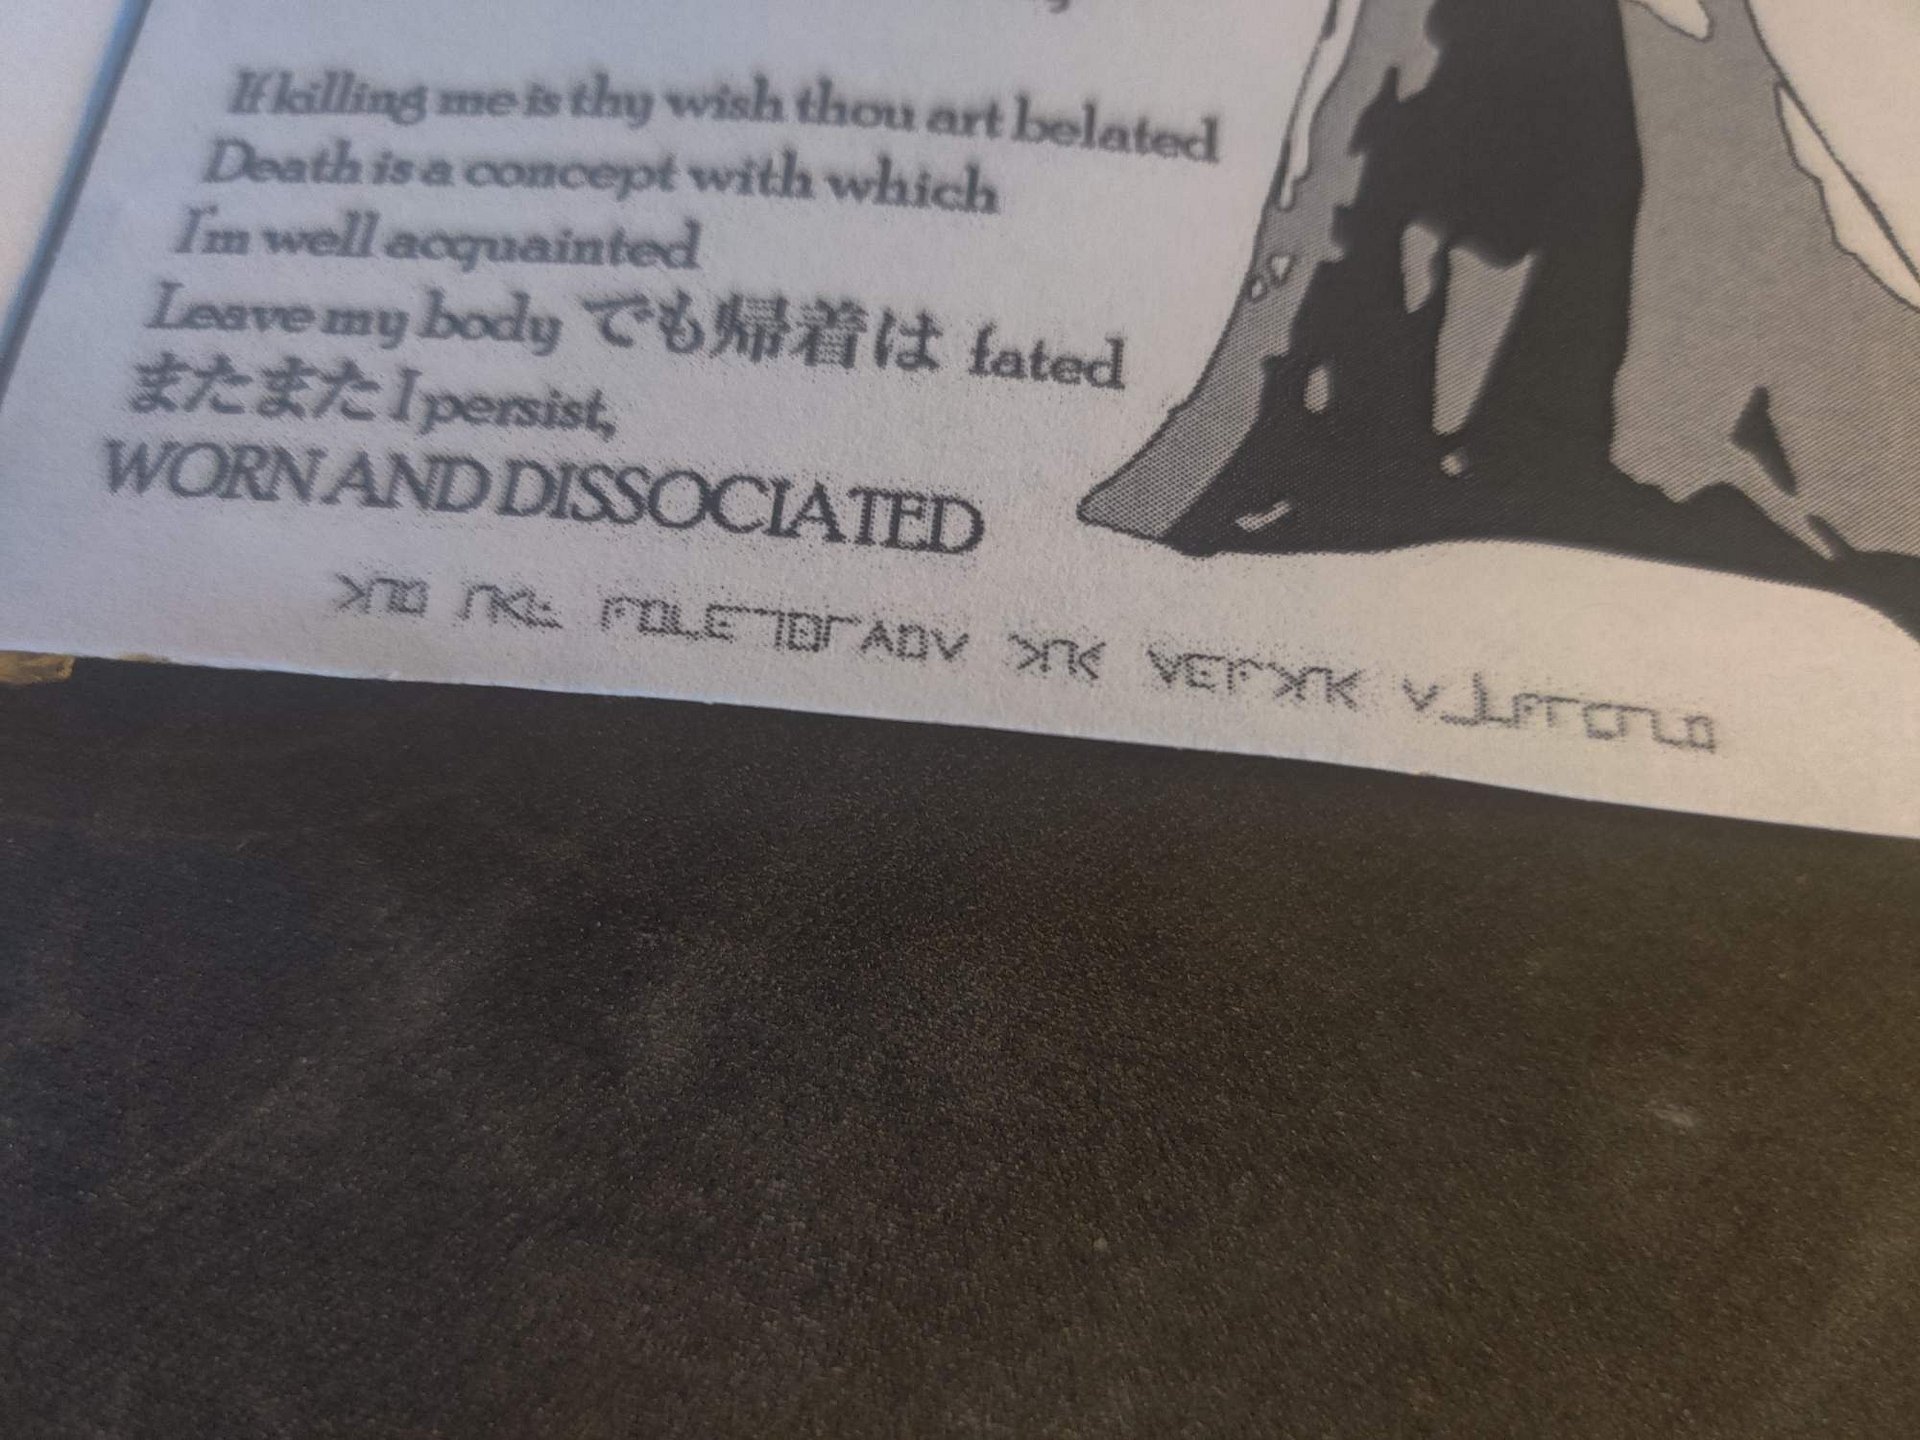 If killing me is thy wish thou art belated
Death is a concept with which
I'm well acquainted
Leave my body でも帰着は fated
またまた I persist,
WORN AND DISSOCIATED